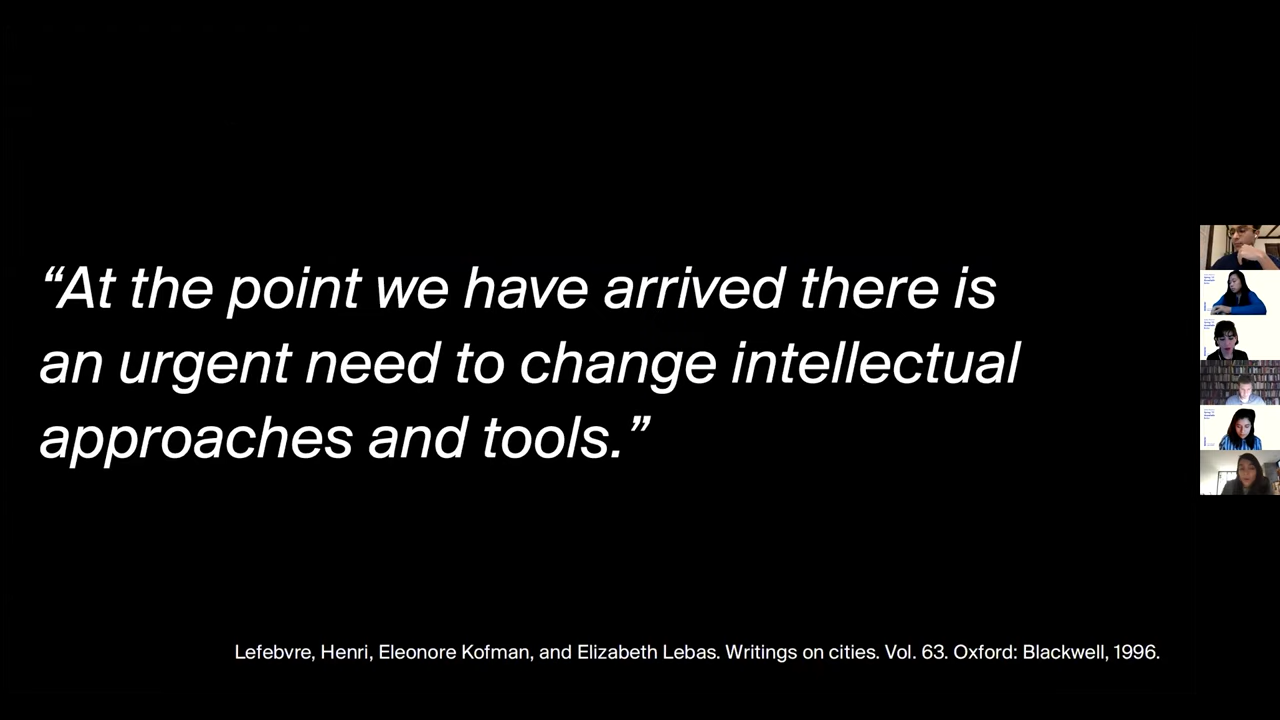 “At the point we have arrived there is
an urgent need to change intellectual
approaches and tools.”
Lefebvre, Henri, Eleonore Kofman, and Elizabeth Lebas. Writings on cities. Vol. 63. Oxford: Blackwell, 1996.